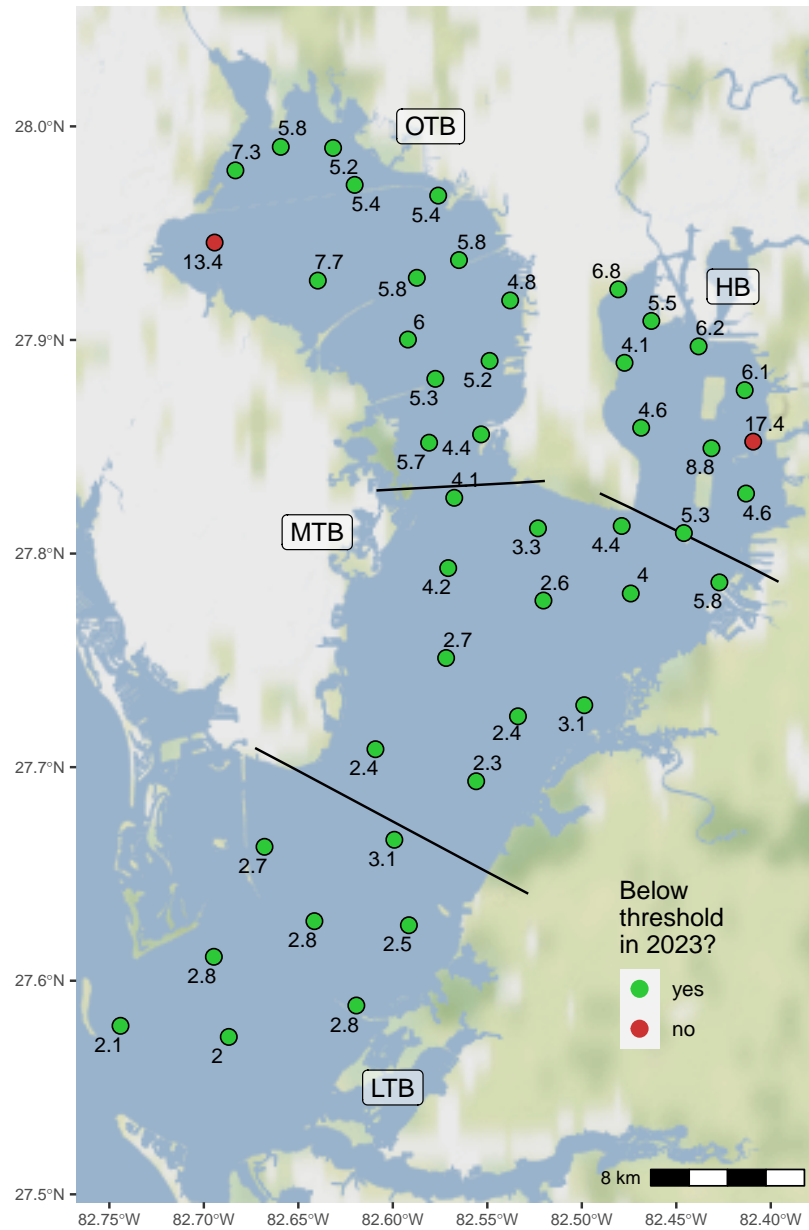 28.0°N
27.9°N
27.8°N
27.7°N
27.6°N
27.5°N
OTB
5.8
7.3
5.2
5.4
5.4
13.4
7.7
5.8
5.8
4.8
6
5.2
5.3
5.7
4.4
HB
6.8
5.5
4.1
6.2
6.1
4.6
17.4
8.8
4.6
5.3
MTB
4.1
3.3
4.4
4.2
2.6
4
5.8
2.7
2.4
3.1
2.4
2.3
3.1
2.7
2.8
2.5
2.8
2.8
2.1
2
LTB
Below
threshold
in 2023?
yes
no
8 km
82.75°W
82.70°W
82.65°W
82.60°W
82.55°W
82.50°W
82.45°W
82.40°W